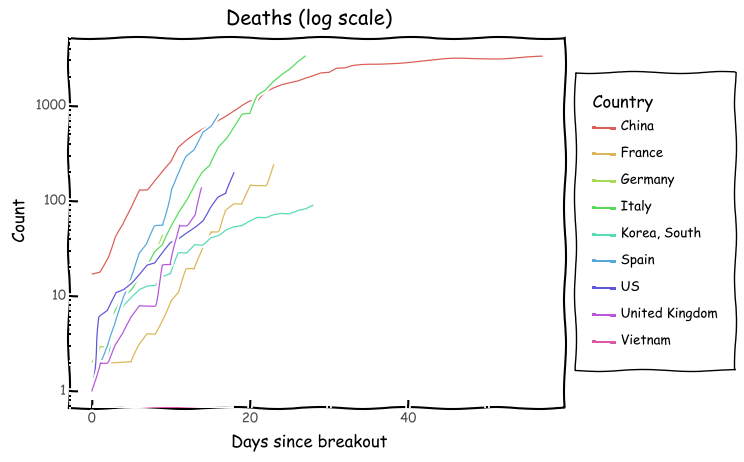 Deaths (log scale)
Count
1000
100
10
1
0
20
40
Days since breakout
Country
China
France
Germany
Italy
Korea, South
Spain
US
United Kingdom
Vietnam